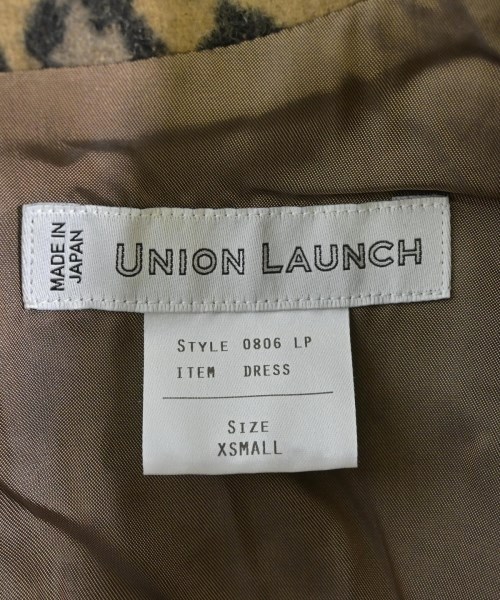 MADE IN
JAPAN
UNION LAUNCH
STYLE 0806 LP
ITEM DRESS
SIZE
XSMALL